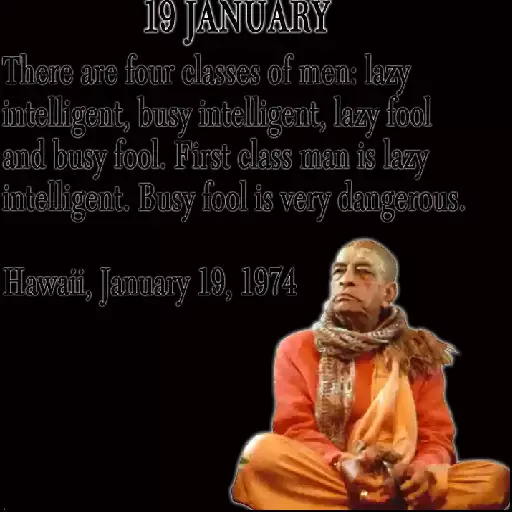 19 JANUARY
There are four classes of men: lazy
intelligent, busy intelligent, lazy fool
and busy fool. First class man is lazy
intelligent. Busy fool is very dangerous.
Hawaii, January 19, 1974